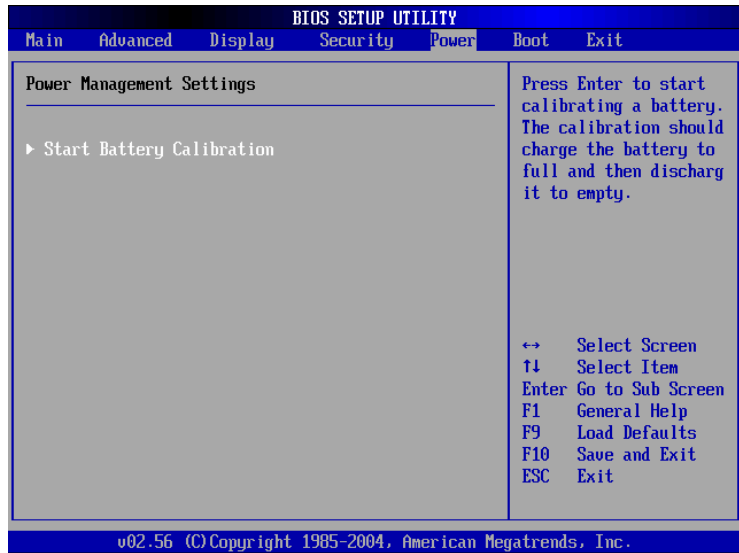 BIOS SETUP UTILITY
Main Advanced Display Security Power Boot Exit
Power Management Settings
▶ Start Battery Calibration
Press Enter to start
calibrating a battery.
The calibration should
charge the battery to
full and then discharg
it to empty.
↔ Select Screen
↑↓ Select Item
Enter Go to Sub Screen
F1 General Help
F9 Load Defaults
F10 Save and Exit
ESC Exit
v02.56 (C)Copyright 1985-2004, American Megatrends, Inc.